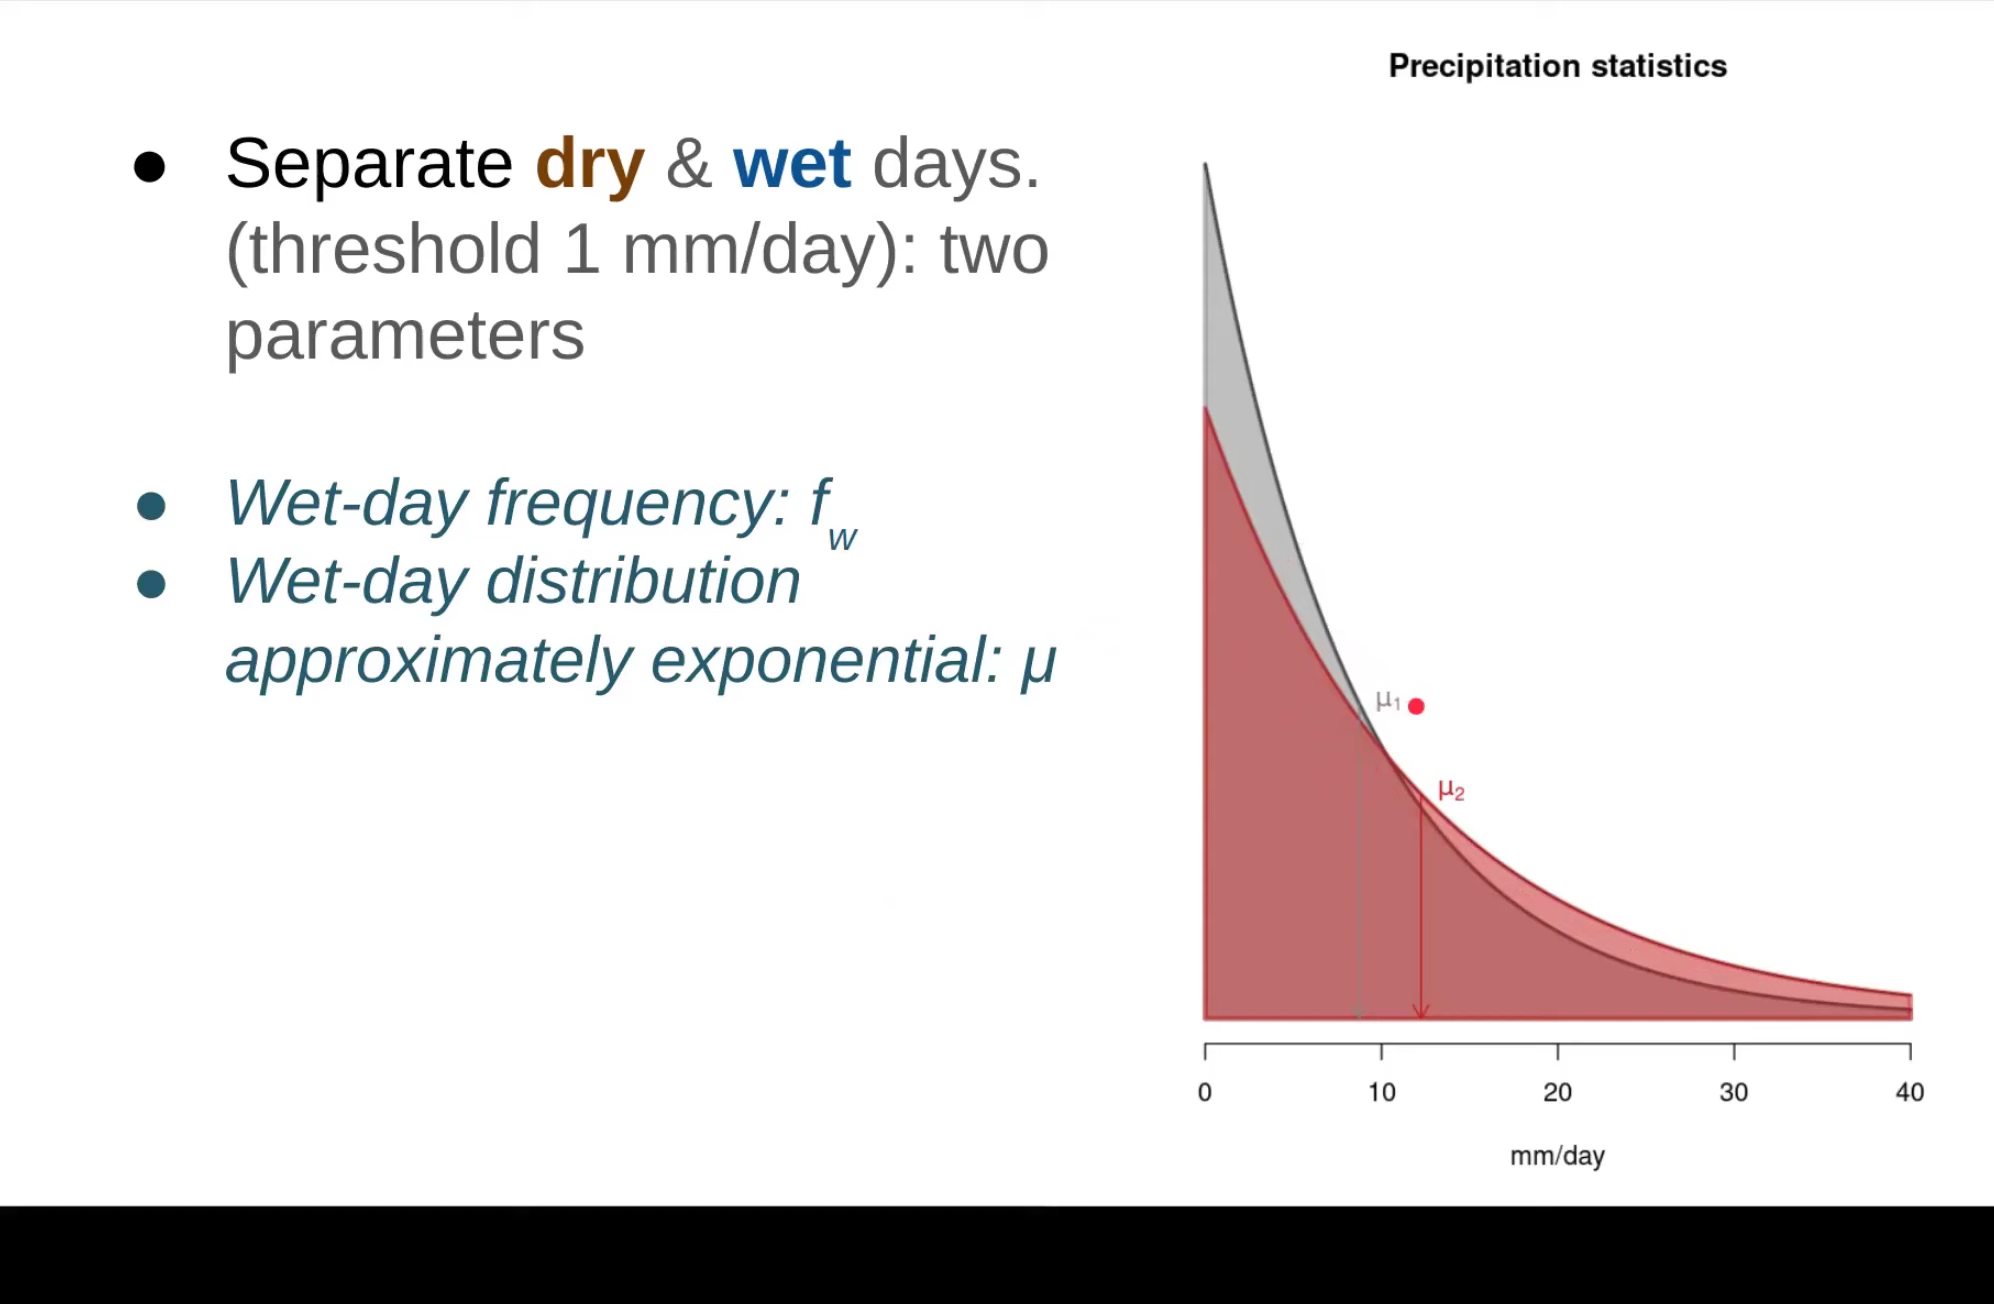 Precipitation statistics
● Separate dry & wet days.
(threshold 1 mm/day): two
parameters
● Wet-day frequency: f_w
● Wet-day distribution
approximately exponential: μ
μ₁
μ₂
0 10 20 30 40
mm/day